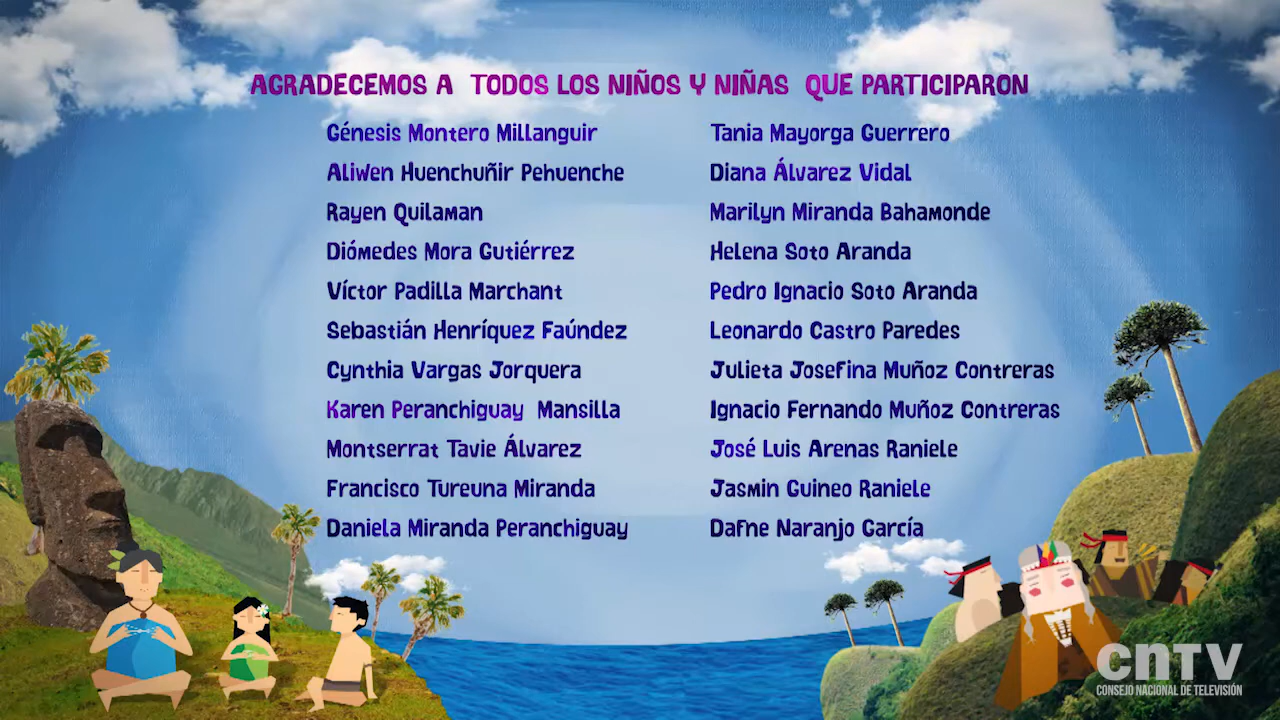 AGRADECEMOS A TODOS LOS NIÑOS Y NIÑAS QUE PARTICIPARON
Génesis Montero Millanguir
Aliwen Huenchuñir Pehuenche
Rayen Quilaman
Diómedes Mora Gutiérrez
Víctor Padilla Marchant
Sebastián Henríquez Faúndez
Cynthia Vargas Jorquera
Karen Peranchiguay Mansilla
Montserrat Tavie Álvarez
Francisco Tureuna Miranda
Daniela Miranda Peranchiguay
Tania Mayorga Guerrero
Diana Álvarez Vidal
Marilyn Miranda Bahamonde
Helena Soto Aranda
Pedro Ignacio Soto Aranda
Leonardo Castro Paredes
Julieta Josefina Muñoz Contreras
Ignacio Fernando Muñoz Contreras
José Luis Arenas Raniele
Jasmin Guineo Raniele
Dafne Naranjo García
cnTV
CONSEJO NACIONAL DE TELEVISIÓN